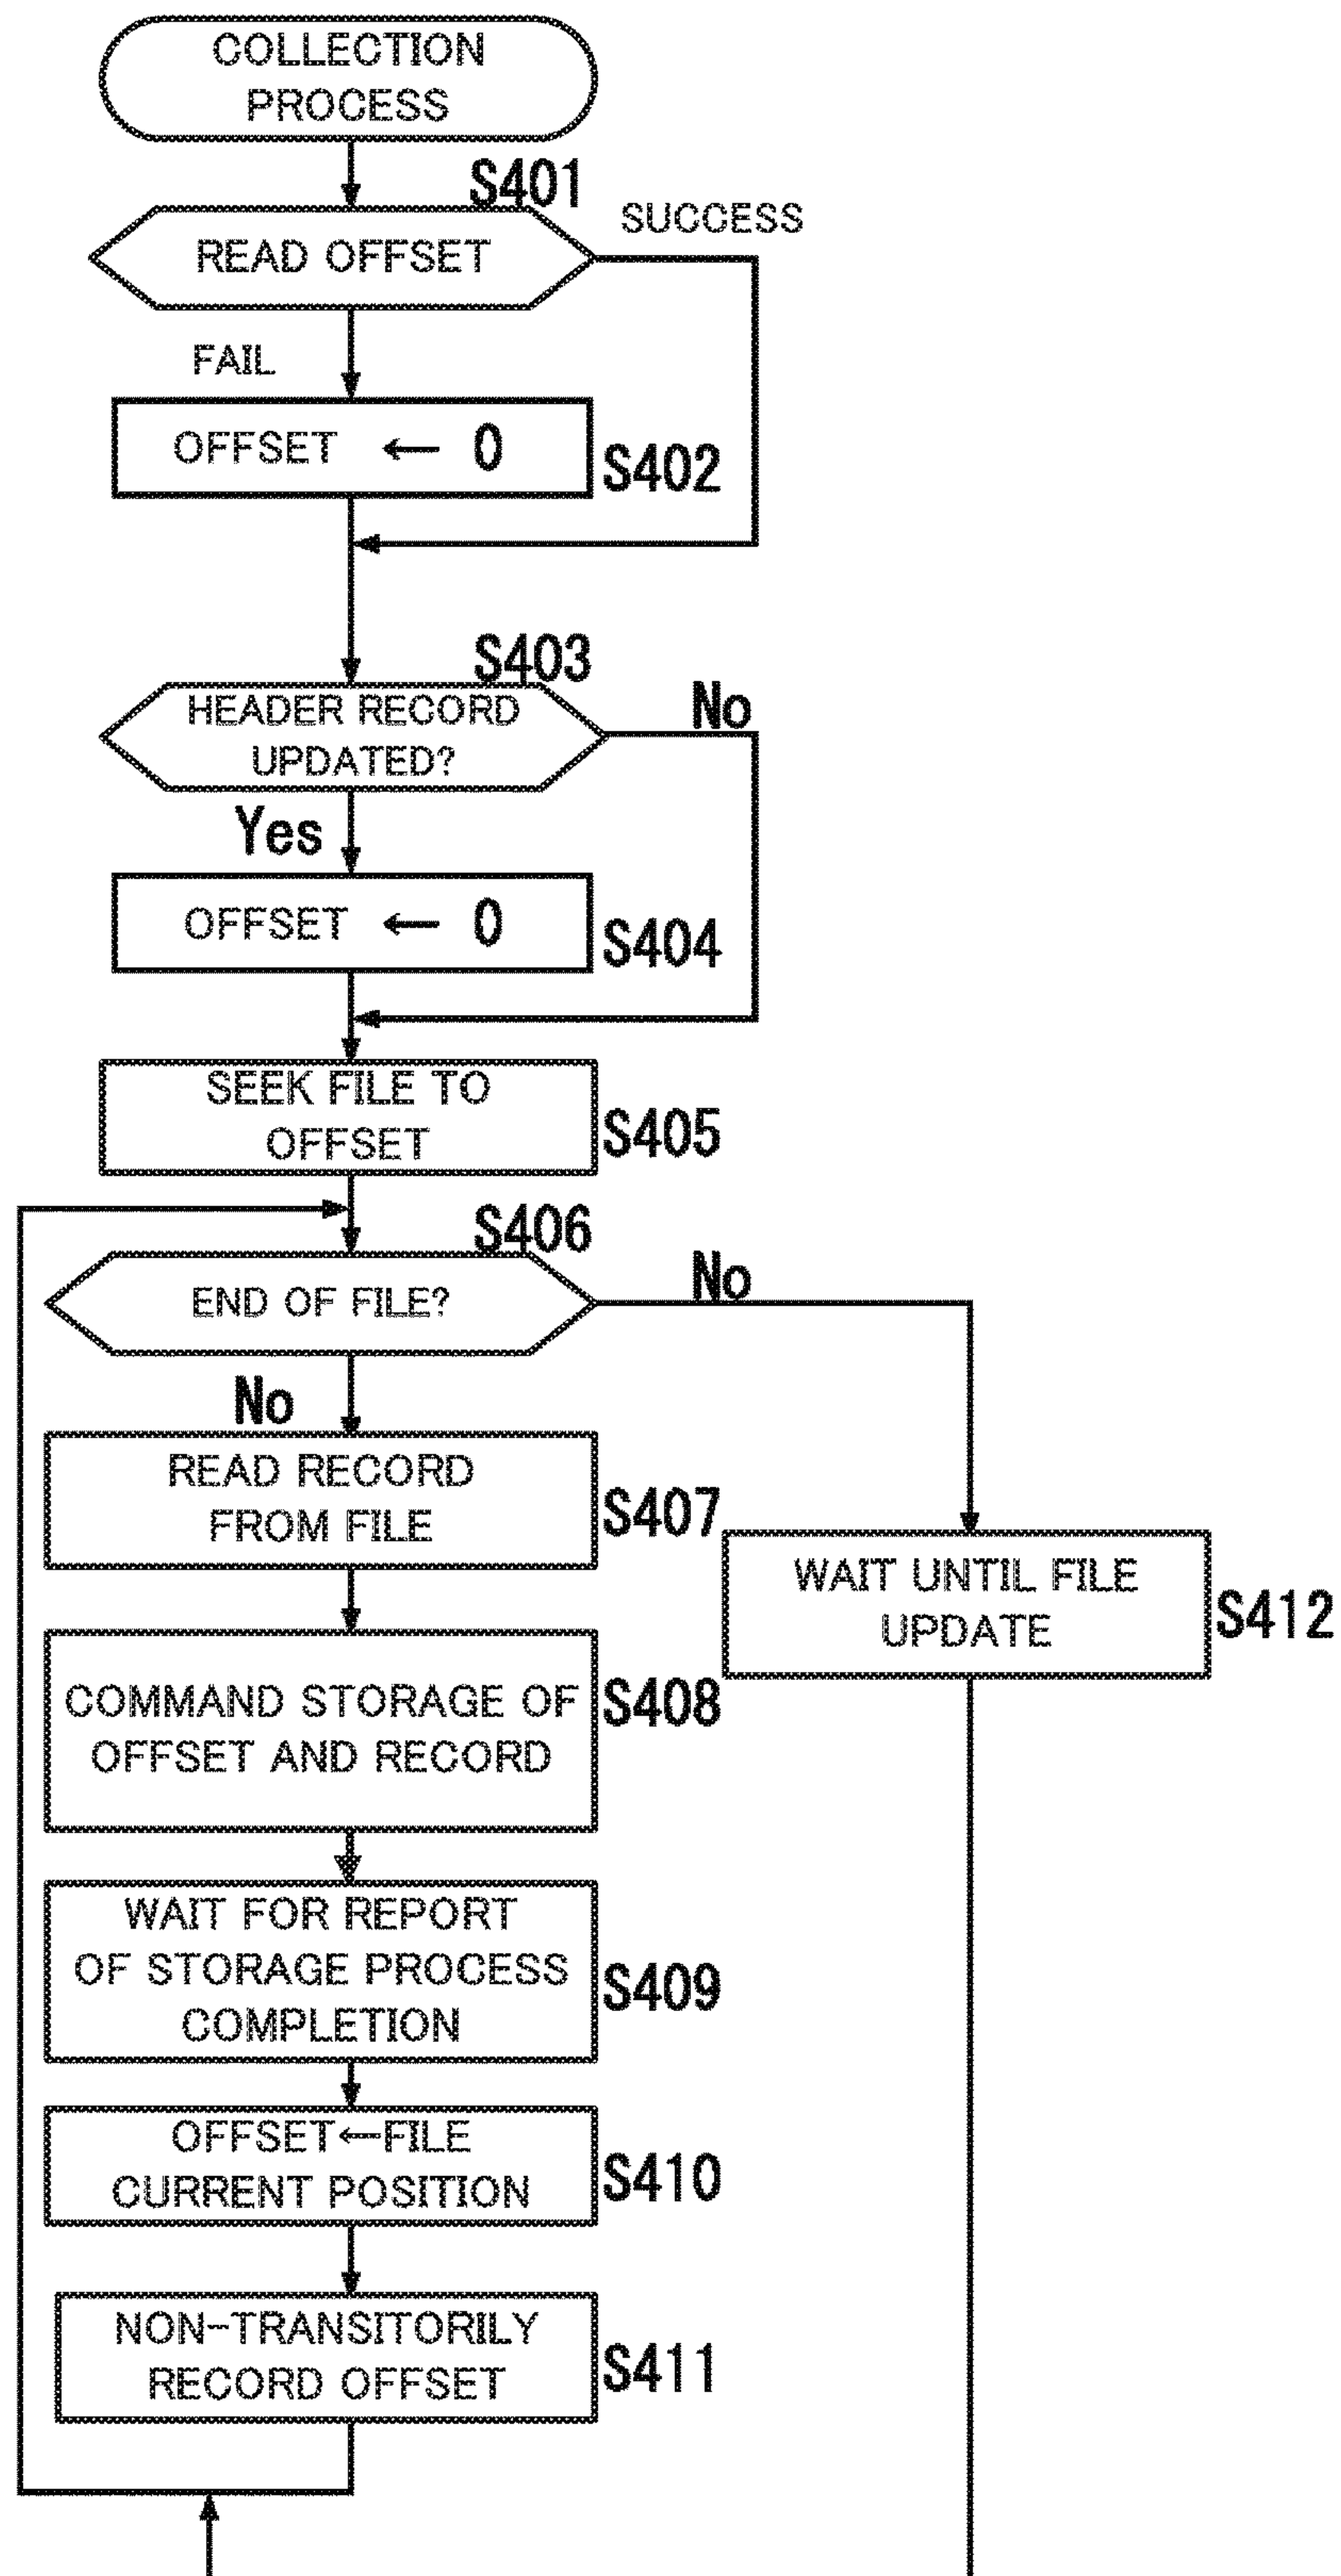 COLLECTION
PROCESS
S401
SUCCESS
READ OFFSET
FAIL
OFFSET ← 0
S402
S403
No
HEADER RECORD
UPDATED?
Yes
OFFSET ← 0
S404
SEEK FILE TO
OFFSET
S405
S406
No
END OF FILE?
No
READ RECORD
FROM FILE
S407
WAIT UNTIL FILE
UPDATE
S412
COMMAND STORAGE OF
OFFSET AND RECORD
S408
WAIT FOR REPORT
OF STORAGE PROCESS
COMPLETION
S409
OFFSET←FILE
CURRENT POSITION
S410
NON-TRANSITORILY
RECORD OFFSET
S411